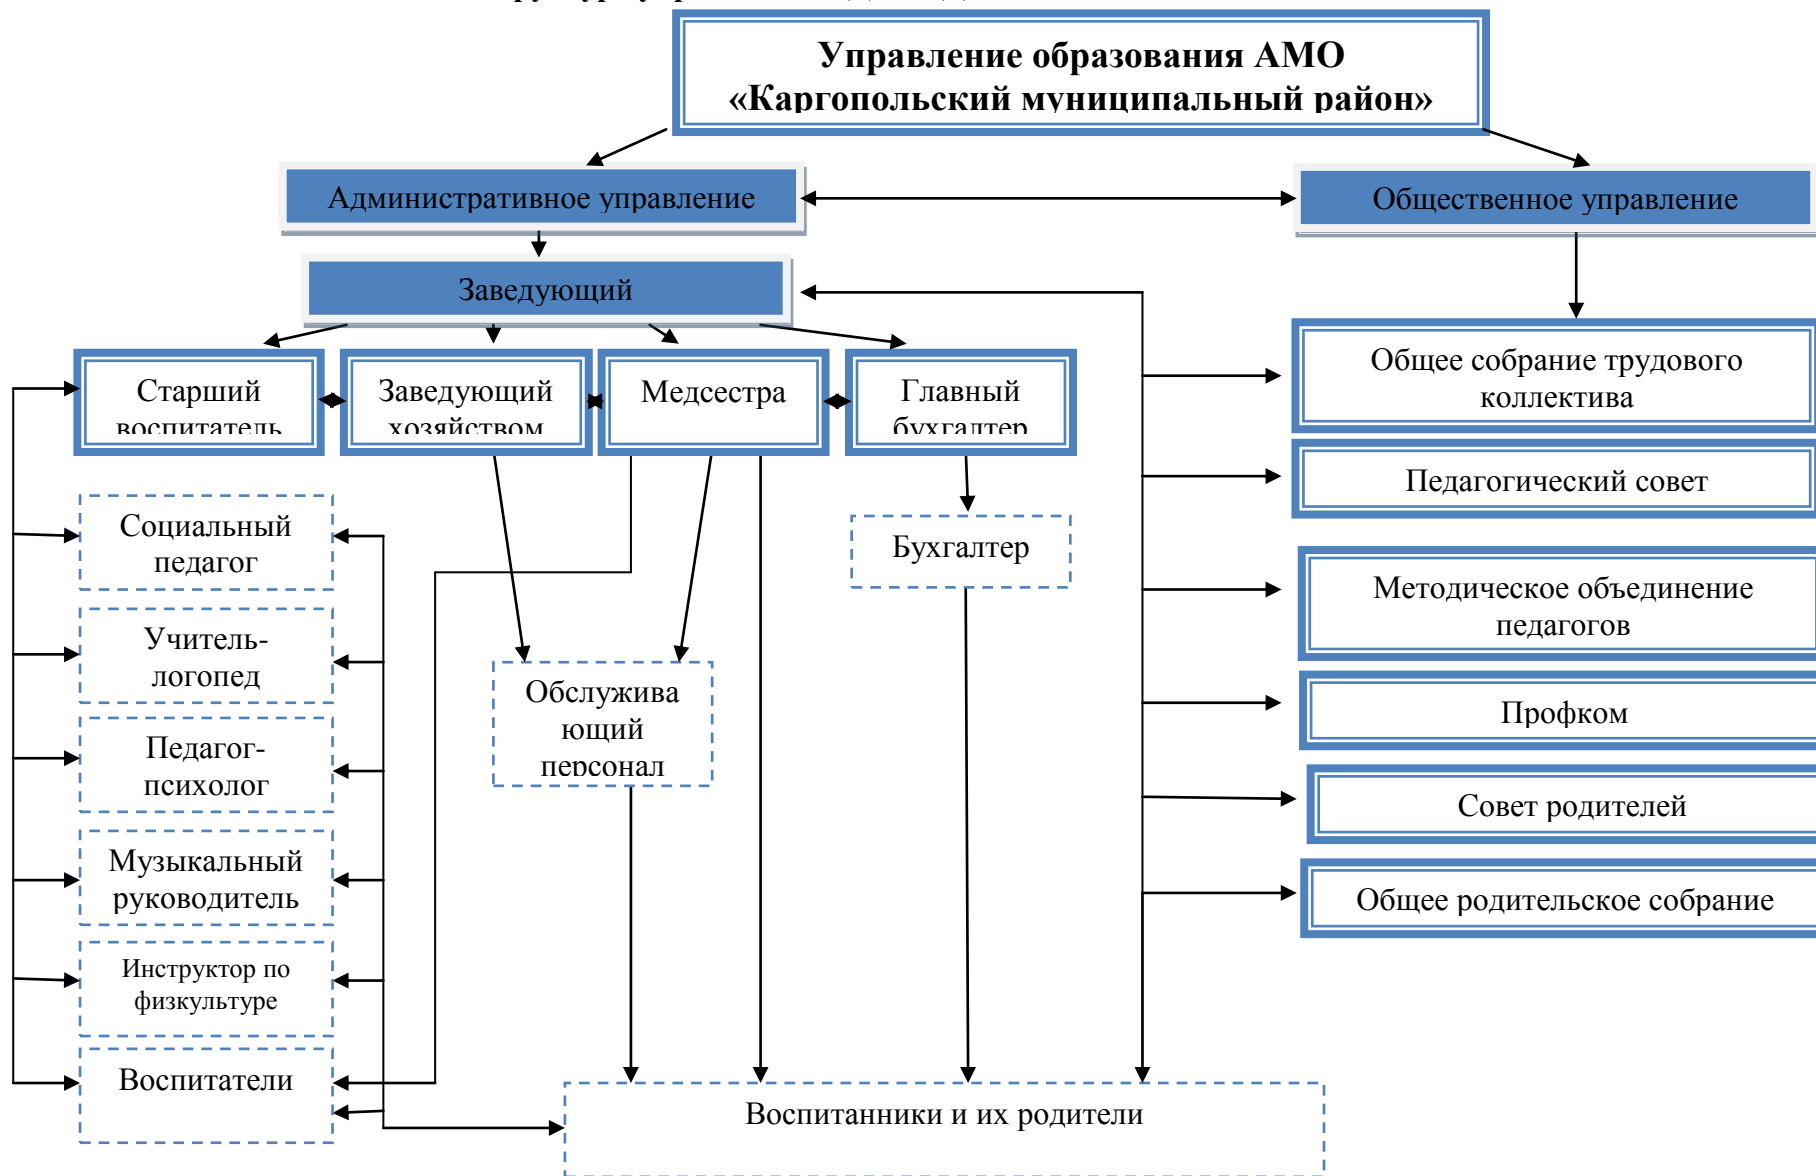 Управление образования АМО
«Каргопольский муниципальный район»
Административное управление
Общественное управление
Заведующий
Старший
воспитатель
Заведующий
хозяйством
Медсестра
Главный
бухгалтер
Общее собрание трудового
коллектива
Педагогический совет
Социальный
педагог
Бухгалтер
Методическое объединение
педагогов
Учитель-
логопед
Обслужива
ющий
персонал
Профком
Педагог-
психолог
Совет родителей
Музыкальный
руководитель
Общее родительское собрание
Инструктор по
физкультуре
Воспитатели
Воспитанники и их родители